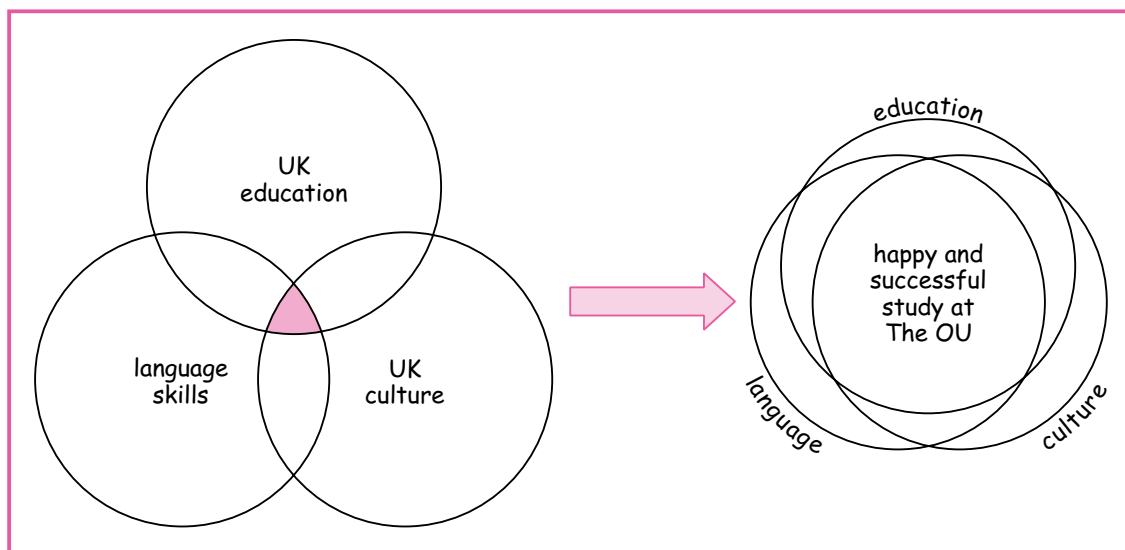 UK
education
language
skills
UK
culture
education
happy and
successful
study at
The OU
language
culture